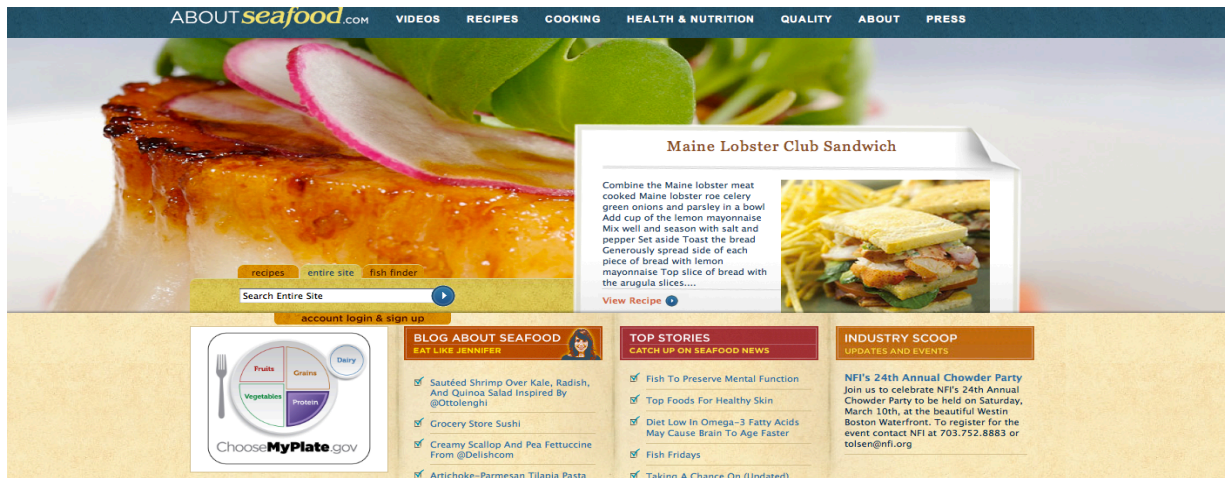 ABOUT seafood.COM
VIDEOS RECIPES COOKING HEALTH & NUTRITION QUALITY ABOUT PRESS
Maine Lobster Club Sandwich
Combine the Maine lobster meat
cooked Maine lobster roe celery
green onions and parsley in a bowl
Add cup of the lemon mayonnaise
Mix well and season with salt and
pepper Set aside Toast the bread
Generously spread side of each
piece of bread with lemon
mayonnaise Top slice of bread with
the arugula slices....
View Recipe
recipes entire site fish finder
Search Entire Site
account login & sign up
Fruits
Grains
Dairy
Vegetables
Protein
ChooseMyPlate.gov
BLOG ABOUT SEAFOOD
EAT LIKE JENNIFER
Sautéed Shrimp Over Kale, Radish,
And Quinoa Salad Inspired By
@Ottolenghi
Grocery Store Sushi
Creamy Scallop And Pea Fettuccine
From @Delishcom
Artichoke-Parmesan Tilapia Pasta
TOP STORIES
CATCH UP ON SEAFOOD NEWS
Fish To Preserve Mental Function
Top Foods For Healthy Skin
Diet Low In Omega-3 Fatty Acids
May Cause Brain To Age Faster
Fish Fridays
Taking A Chance On (Updated)
INDUSTRY SCOOP
UPDATES AND EVENTS
NFI's 24th Annual Chowder Party
Join us to celebrate NFI's 24th Annual
Chowder Party to be held on Saturday,
March 10th, at the beautiful Westin
Boston Waterfront. To register for the
event contact NFI at 703.752.8883 or
tolsen@nfi.org